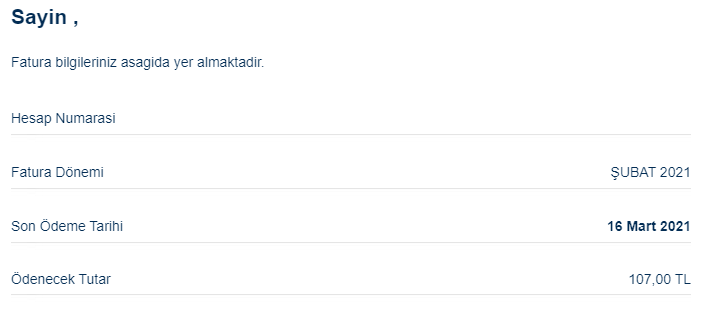 Sayin ,
Fatura bilgileriniz asagida yer almaktadir.
Hesap Numarasi
Fatura Dönemi ŞUBAT 2021
Son Ödeme Tarihi 16 Mart 2021
Ödenecek Tutar 107,00 TL